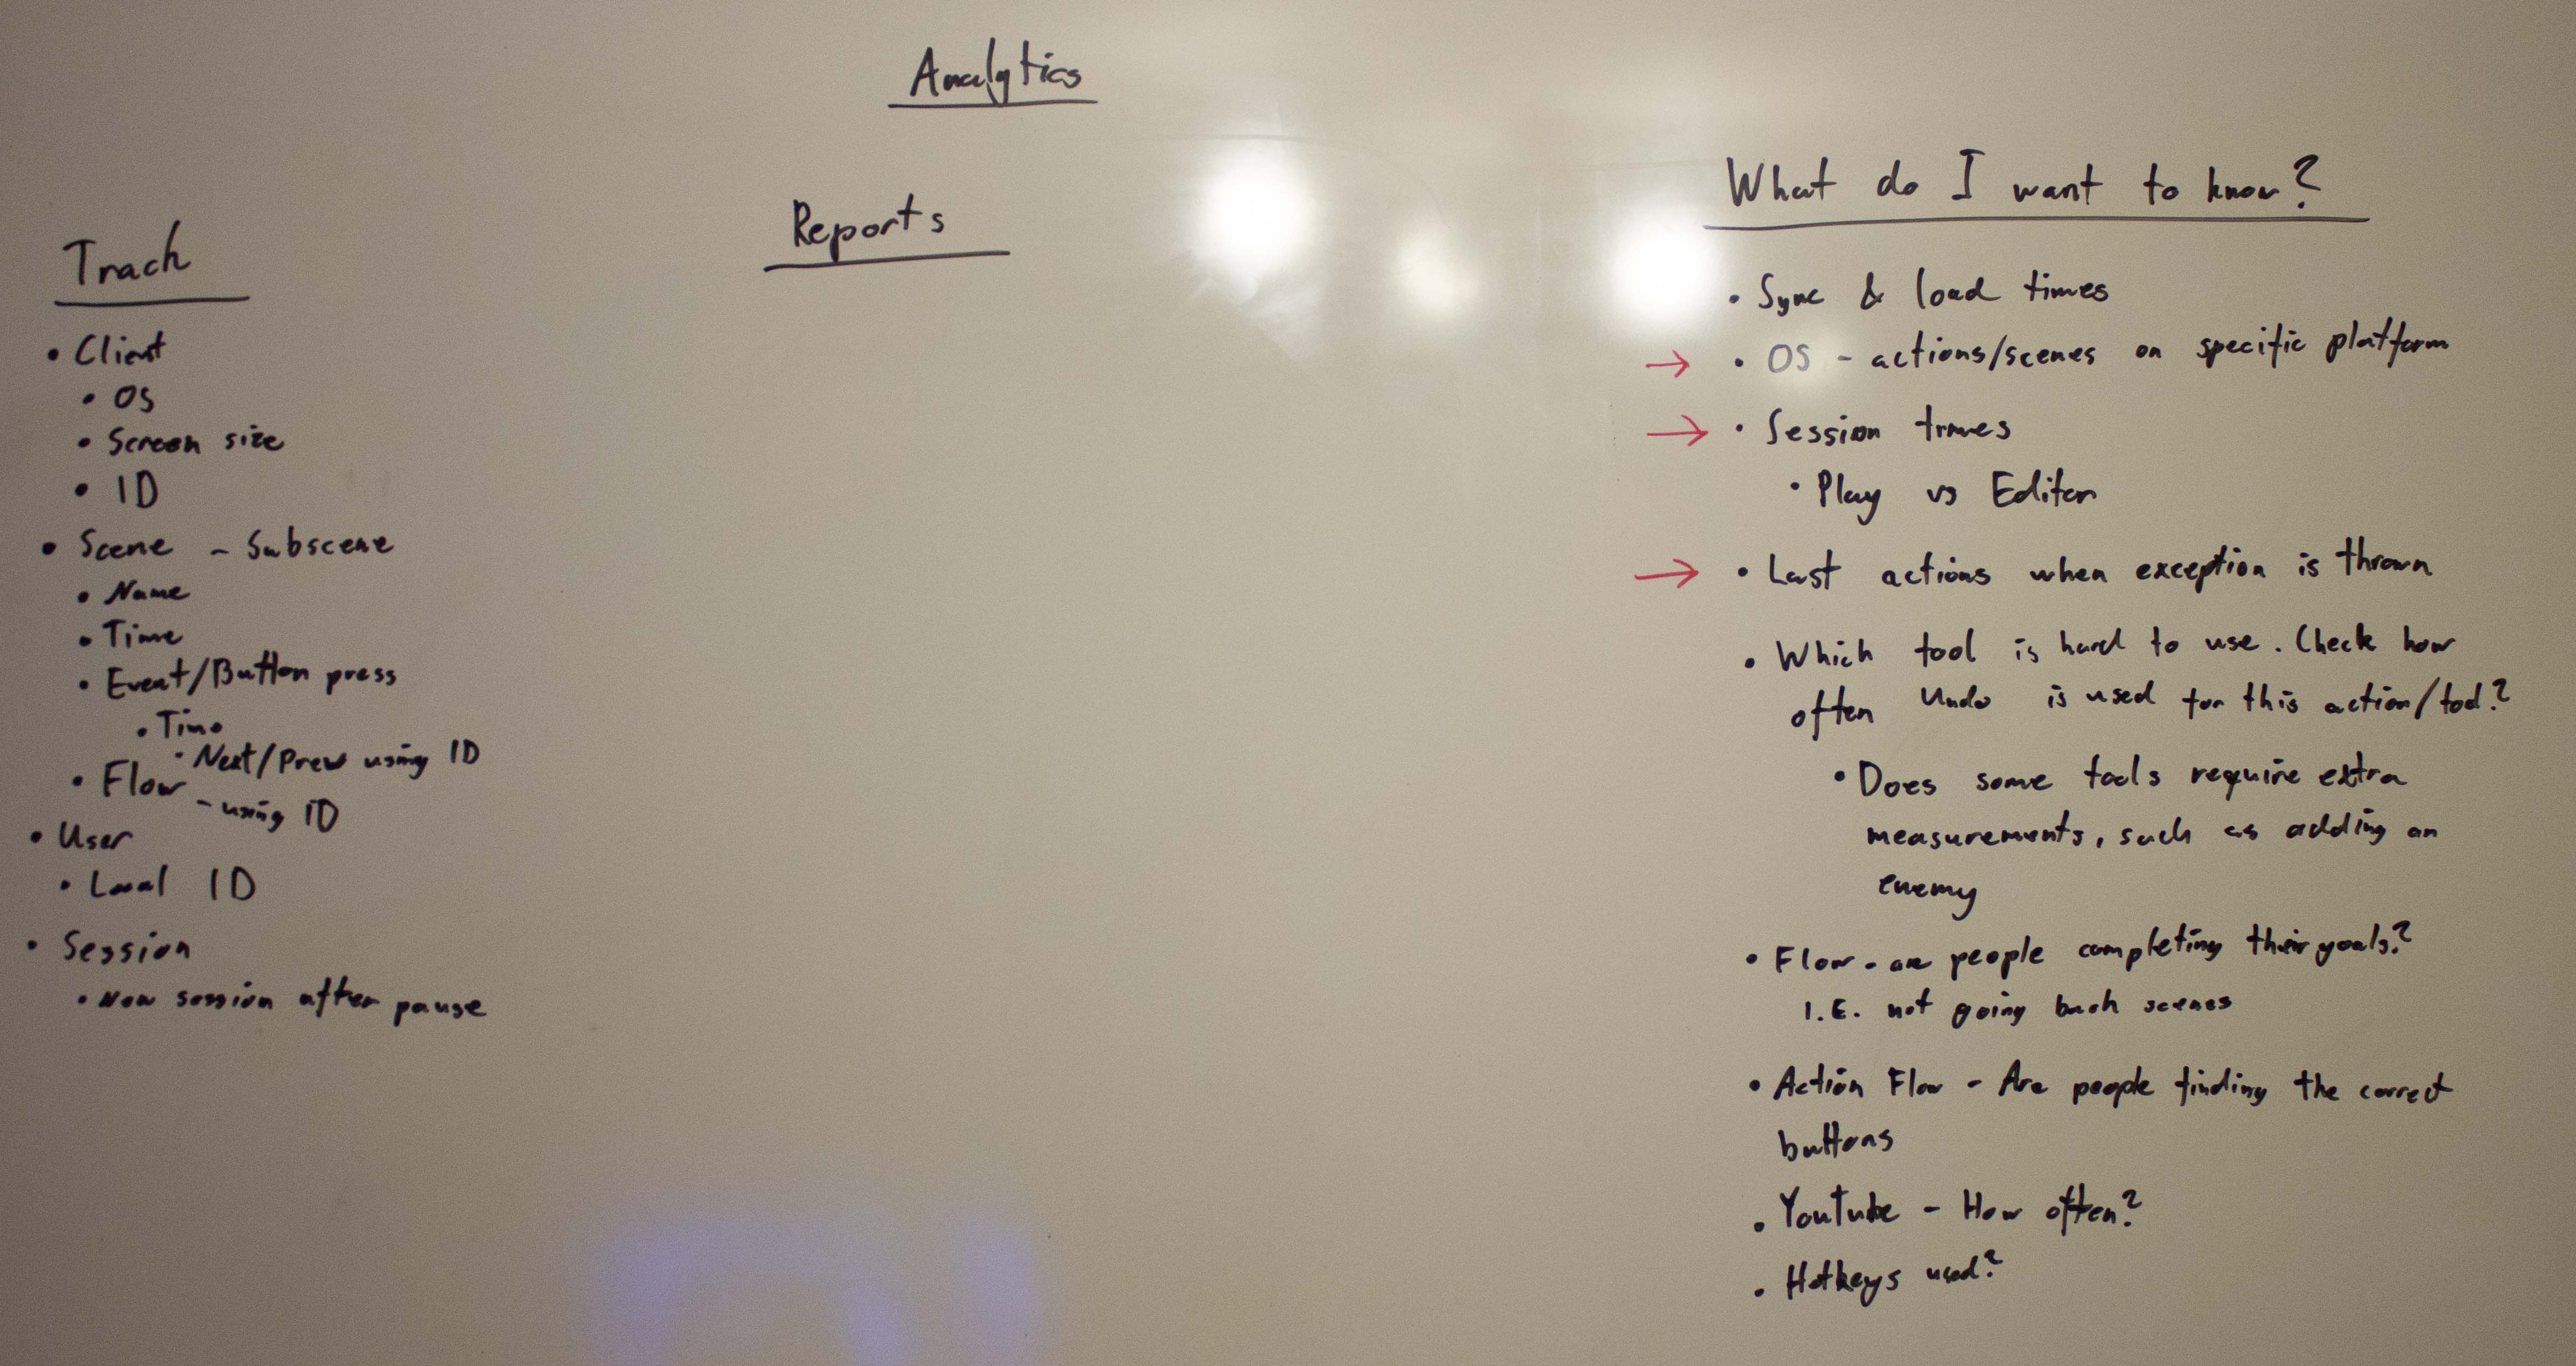 Analytics
Track
• Client
• OS
• Screen size
• ID
• Scene - Subscene
• Name
• Time
• Event/Button press
• Time
• Next/Prev using ID
• Flow
- using ID
• User
• Local ID
• Session
• New session after pause
Reports
What do I want to know?
• Sync & load times
→ • OS - actions/scenes on specific platform
→ • Session times
• Play vs Editor
→ • Last actions when exception is thrown
• Which tool is hard to use. Check how
often Undo is used for this action/tool?
• Does some tools require extra
measurements, such as adding an
enemy
• Flow - are people completing their goals?
I.E. not going back scenes
• Action Flow - Are people finding the correct
buttons
• Youtube - How often?
• Hotkeys used?